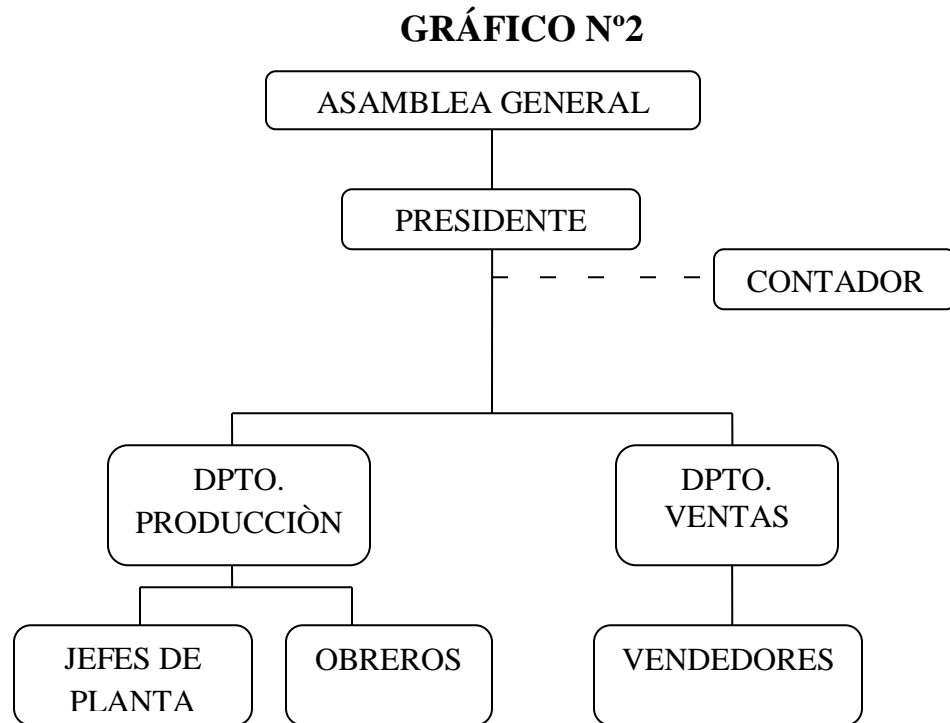 GRÁFICO Nº2
ASAMBLEA GENERAL
PRESIDENTE
CONTADOR
DPTO.
PRODUCCIÒN
DPTO.
VENTAS
JEFES DE
PLANTA
OBREROS
VENDEDORES